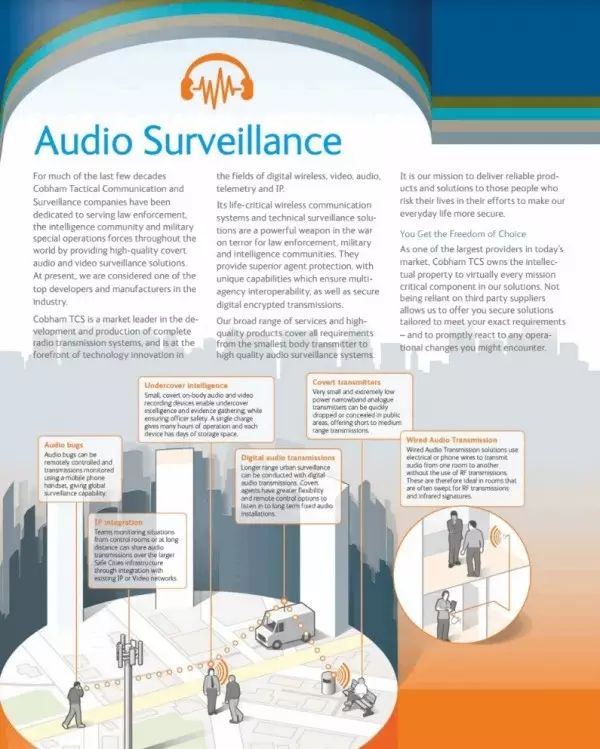 Audio Surveillance
For much of the last few decades
Cobham Tactical Communication and
Surveillance companies have been
dedicated to serving law enforcement,
the intelligence community and military
special operations forces throughout the
world by providing high-quality covert
audio and video surveillance solutions.
At present, we are considered one of the
top developers and manufacturers in the
industry.
Cobham TCS is a market leader in the de-
velopment and production of complete
radio transmission systems, and is at the
forefront of technology innovation in
the fields of digital wireless, video, audio,
telemetry and IP.
Its life-critical wireless communication
systems and technical surveillance solu-
tions are a powerful weapon in the war
on terror for law enforcement, military
and intelligence communities. They
provide superior agent protection, with
unique capabilities which ensure multi-
agency interoperability, as well as secure
digital encrypted transmissions.
Our broad range of services and high-
quality products cover all requirements
from the smallest body transmitter to
high quality audio surveillance systems.
It is our mission to deliver reliable prod-
ucts and solutions to those people who
risk their lives in their efforts to make our
everyday life more secure.
You Get the Freedom of Choice
As one of the largest providers in today's
market, Cobham TCS owns the intellec-
tual property to virtually every mission
critical component in our solutions. Not
being reliant on third party suppliers
allows us to offer you secure solutions
tailored to meet your exact requirements
– and to promptly react to any opera-
tional changes you might encounter.
Undercover intelligence
Small, covert on-body audio and video
recording devices enable undercover
intelligence and evidence gathering, while
ensuring officer safety. A single charge
gives many hours of operation and each
device has days of storage space.
Covert transmitters
Very small and extremely low
power narrowband analogue
transmitters can be quickly
dropped or concealed in public
areas, offering short to medium
range transmissions.
Audio bugs
Audio bugs can be
remotely controlled and
transmissions monitored
using a mobile phone
handset, giving global
surveillance capability.
Digital audio transmissions
Longer range urban surveillance
can be conducted with digital
audio transmissions. Covert
agents have greater flexibility
and remote control options to
listen in to long term fixed audio
installations.
Wired Audio Transmission
Wired Audio Transmission solutions use
electrical or phone wires to transmit
audio from one room to another
without the use of RF transmissions.
These are therefore ideal in rooms that
are often swept for RF transmissions
and infrared signatures.
IP integration
Teams monitoring situations
from control rooms or at long
distance can share audio
transmissions over the larger
Safe Cities infrastructure
through integration with
existing IP or Video networks.